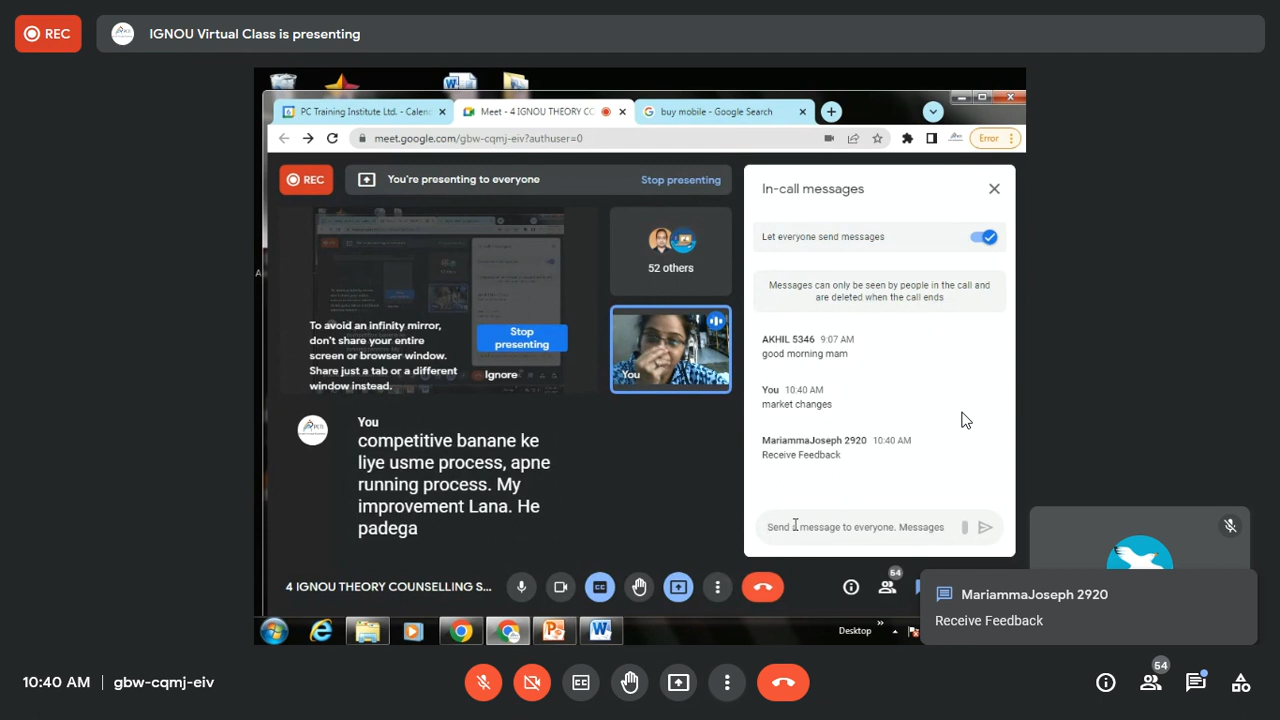 REC
IGNOU Virtual Class is presenting
PC Training Institute Ltd. - Calen
Meet - 4 IGNOU THEORY CO
buy mobile - Google Search
meet.google.com/gbw-cqmj-eiv?authuser=0
Error
REC
You're presenting to everyone
Stop presenting
To avoid an infinity mirror,
don't share your entire
screen or browser window.
Share just a tab or a different
window instead.
Stop
presenting
Ignore
52 others
You
You
competitive banane ke
liye usme process, apne
running process. My
improvement Lana. He
padega
In-call messages
Let everyone send messages
Messages can only be seen by people in the call and
are deleted when the call ends
AKHIL 5346 9:07 AM
good morning mam
You 10:40 AM
market changes
MariammaJoseph 2920 10:40 AM
Receive Feedback
Send a message to everyone. Messages
4 IGNOU THEORY COUNSELLING S...
CC
64
Desktop
MariammaJoseph 2920
Receive Feedback
10:40 AM | gbw-cqmj-eiv
64